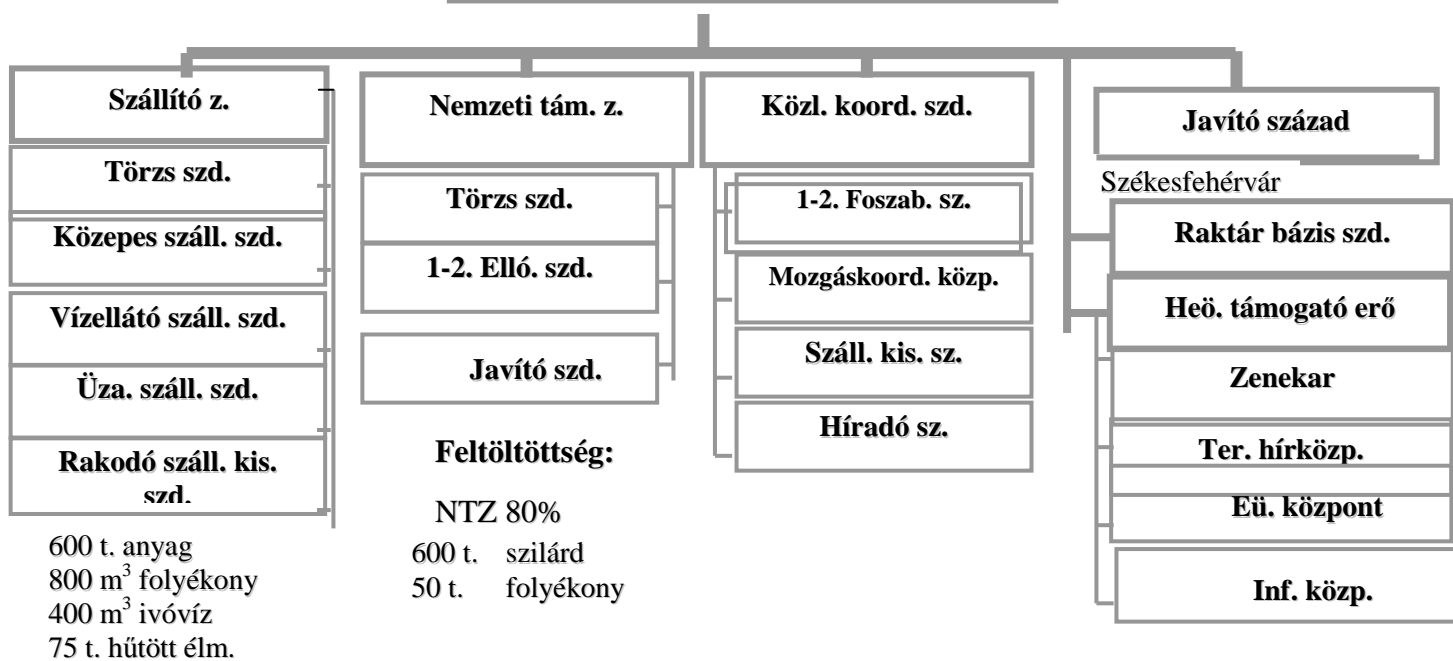 Szállító z.
Törzs szd.
Közepes száll. szd.
Vízellátó száll. szd.
Üza. száll. szd.
Rakodó száll. kis.
szd.
600 t. anyag
800 m³ folyékony
400 m³ ivóvíz
75 t. hűtött élm.
Nemzeti tám. z.
Törzs szd.
1-2. Elló. szd.
Javító szd.
Feltöltöttség:
NTZ 80%
600 t. szilárd
50 t. folyékony
Közl. koord. szd.
1-2. Foszab. sz.
Mozgáskoord. közp.
Száll. kis. sz.
Híradó sz.
Javító század
Székesfehérvár
Raktár bázis szd.
Heö. támogató erő
Zenekar
Ter. hírközp.
Eü. központ
Inf. közp.